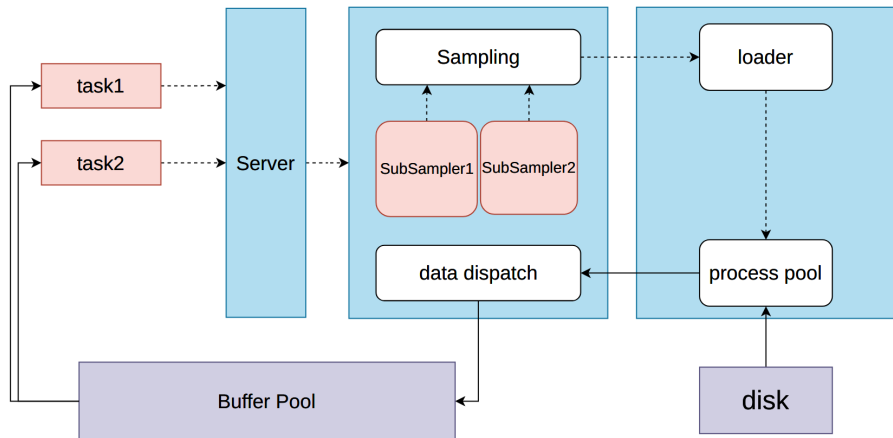 task1
task2
Server
Sampling
SubSampler1
SubSampler2
data dispatch
loader
process pool
Buffer Pool
disk